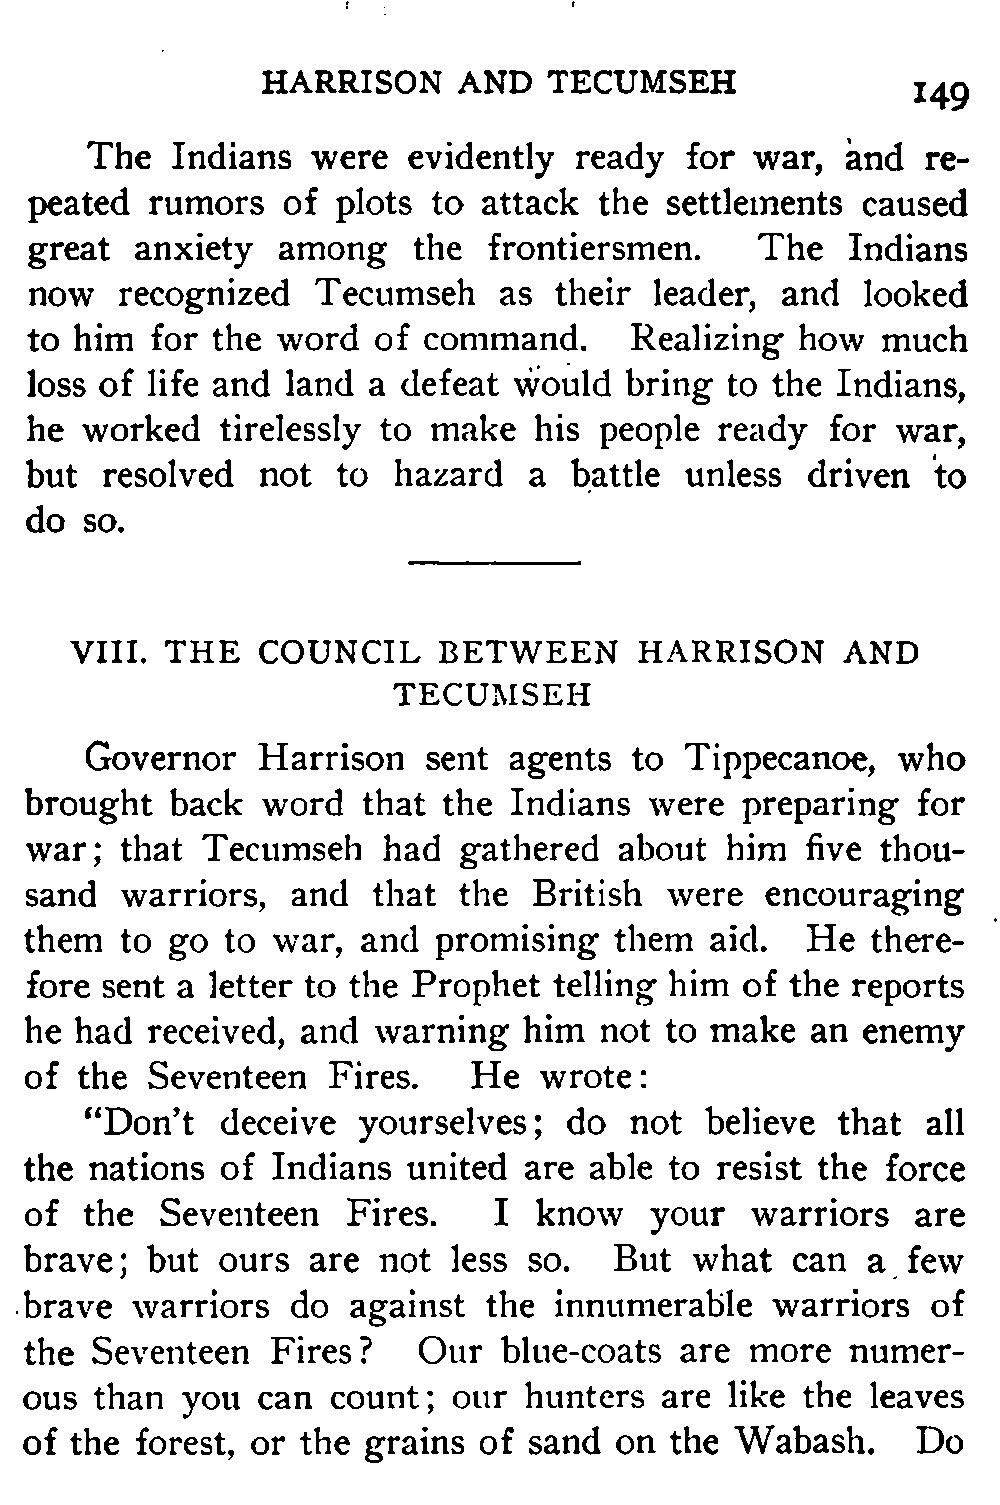 HARRISON AND TECUMSEH 149
The Indians were evidently ready for war, and re-
peated rumors of plots to attack the settlements caused
great anxiety among the frontiersmen. The Indians
now recognized Tecumseh as their leader, and looked
to him for the word of command. Realizing how much
loss of life and land a defeat would bring to the Indians,
he worked tirelessly to make his people ready for war,
but resolved not to hazard a battle unless driven to
do so.
VIII. THE COUNCIL BETWEEN HARRISON AND
TECUMSEH
Governor Harrison sent agents to Tippecanoe, who
brought back word that the Indians were preparing for
war; that Tecumseh had gathered about him five thou-
sand warriors, and that the British were encouraging
them to go to war, and promising them aid. He there-
fore sent a letter to the Prophet telling him of the reports
he had received, and warning him not to make an enemy
of the Seventeen Fires. He wrote:
"Don't deceive yourselves; do not believe that all
the nations of Indians united are able to resist the force
of the Seventeen Fires. I know your warriors are
brave; but ours are not less so. But what can a few
brave warriors do against the innumerable warriors of
the Seventeen Fires? Our blue-coats are more numer-
ous than you can count; our hunters are like the leaves
of the forest, or the grains of sand on the Wabash. Do